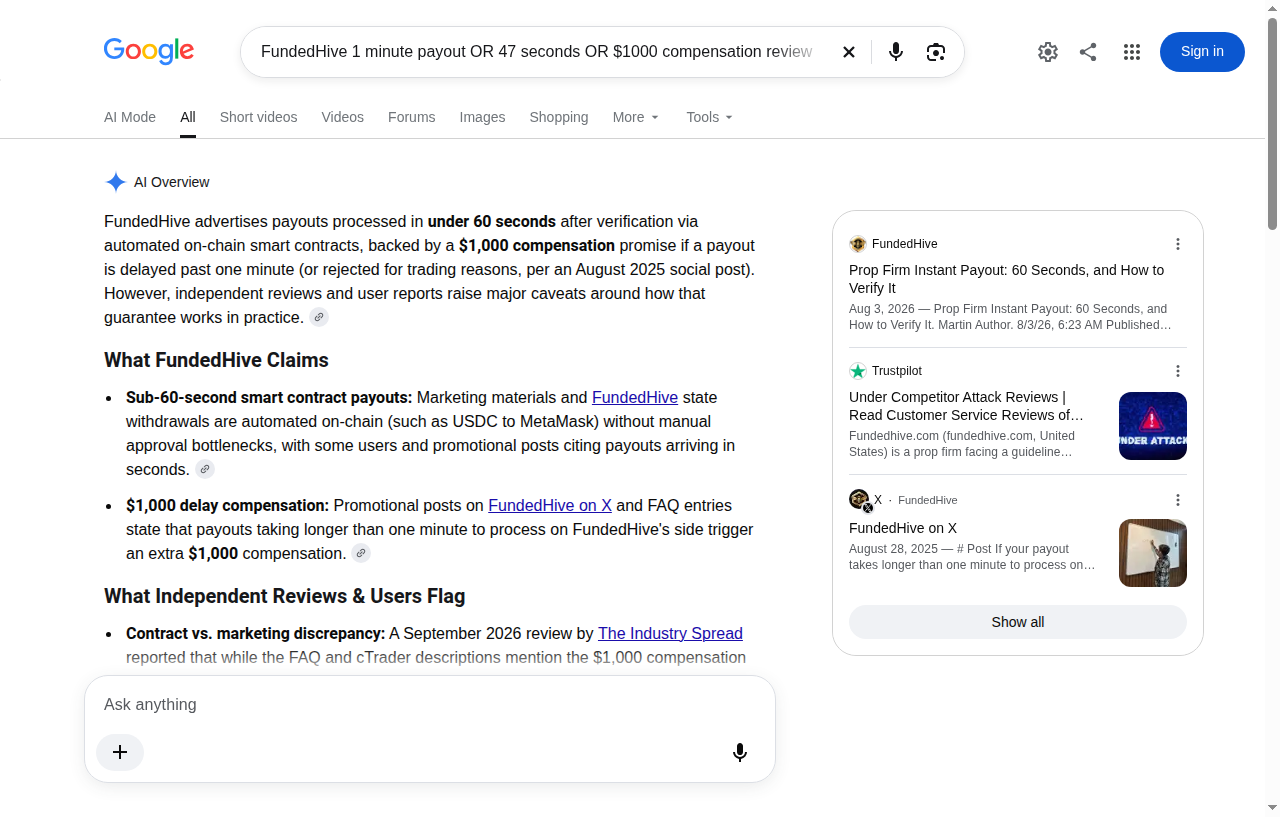 Google
FundedHive 1 minute payout OR 47 seconds OR $1000 compensation review
Sign in
AI Mode
All
Short videos
Videos
Forums
Images
Shopping
More
Tools
AI Overview
FundedHive advertises payouts processed in under 60 seconds after verification via
automated on-chain smart contracts, backed by a $1,000 compensation promise if a payout
is delayed past one minute (or rejected for trading reasons, per an August 2025 social post).
However, independent reviews and user reports raise major caveats around how that
guarantee works in practice.
What FundedHive Claims
• Sub-60-second smart contract payouts: Marketing materials and FundedHive state
withdrawals are automated on-chain (such as USDC to MetaMask) without manual
approval bottlenecks, with some users and promotional posts citing payouts arriving in
seconds.
• $1,000 delay compensation: Promotional posts on FundedHive on X and FAQ entries
state that payouts taking longer than one minute to process on FundedHive's side trigger
an extra $1,000 compensation.
What Independent Reviews & Users Flag
• Contract vs. marketing discrepancy: A September 2026 review by The Industry Spread
reported that while the FAQ and cTrader descriptions mention the $1,000 compensation
Ask anything
FundedHive
Prop Firm Instant Payout: 60 Seconds, and How to
Verify It
Aug 3, 2026 — Prop Firm Instant Payout: 60 Seconds, and
How to Verify It. Martin Author. 8/3/26, 6:23 AM Published…
Trustpilot
Under Competitor Attack Reviews |
Read Customer Service Reviews of…
Fundedhive.com (fundedhive.com, United
States) is a prop firm facing a guideline…
UNDER ATTACK
X · FundedHive
FundedHive on X
August 28, 2025 — # Post If your payout
takes longer than one minute to process on…
Show all